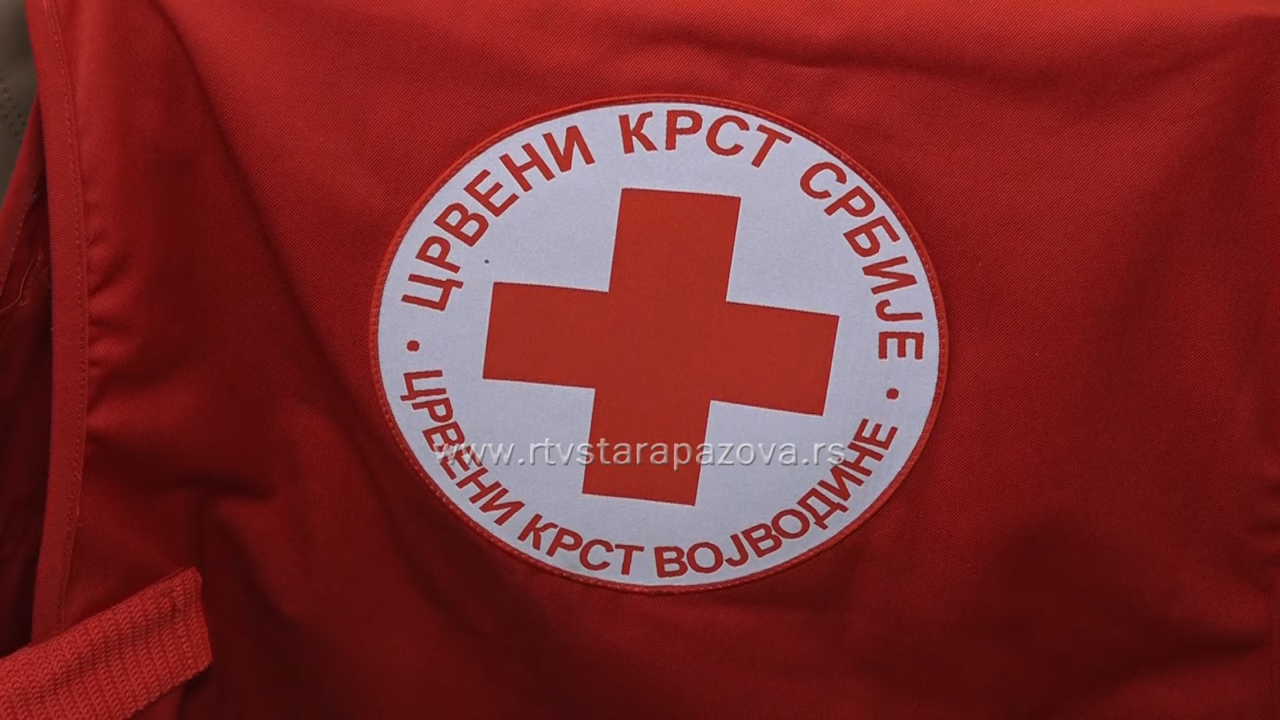 ЦРВЕНИ КРСТ СРБИЈЕ
ЦРВЕНИ КРСТ ВОЈВОДИНЕ
www.rtvstarapazova.rs